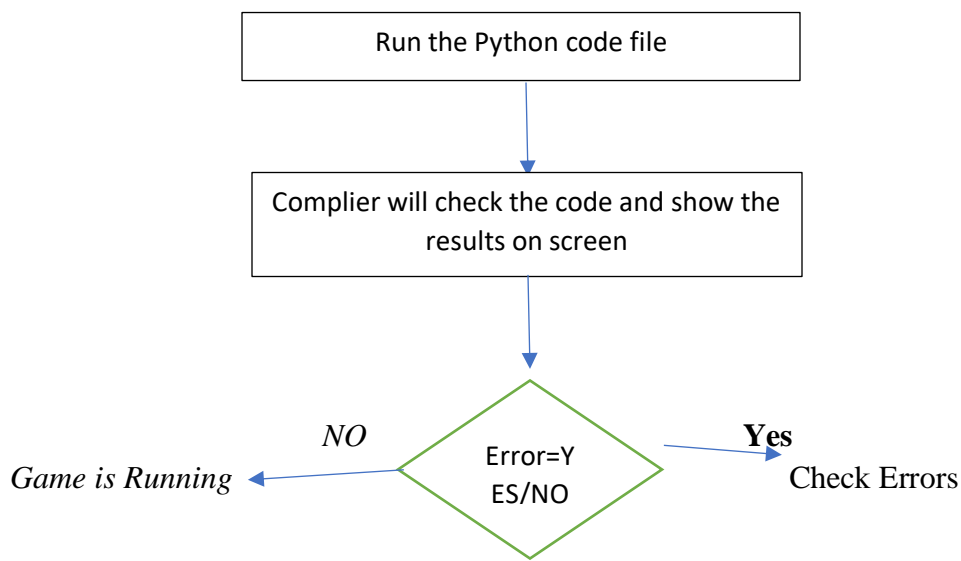 Run the Python code file
Complier will check the code and show the
results on screen
NO
Yes
Error=Y
ES/NO
Game is Running
Check Errors